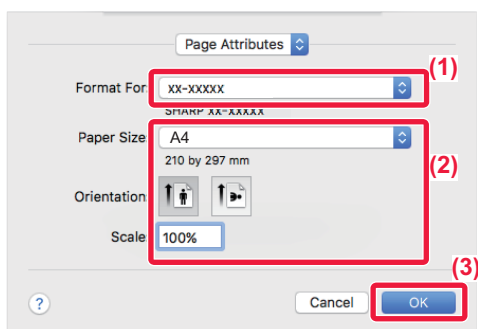 Page Attributes
(1)
Format For: xx-xxxxx
SHARP xx-xxxxx
Paper Size: A4
210 by 297 mm
(2)
Orientation:
Scale: 100%
(3)
? Cancel OK